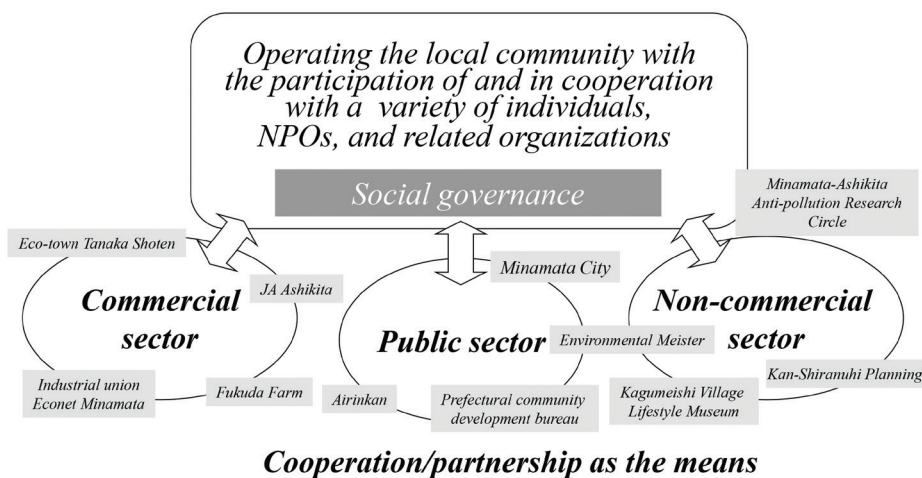 Operating the local community with
the participation of and in cooperation
with a variety of individuals,
NPOs, and related organizations
Social governance
Minamata-Ashikita
Anti-pollution Research
Circle
Eco-town Tanaka Shoten
JA Ashikita
Commercial
sector
Industrial union
Econet Minamata
Fukuda Farm
Minamata City
Public sector
Environmental Meister
Airinkan
Prefectural community
development bureau
Non-commercial
sector
Kan-Shiranuhi Planning
Kagumeishi Village
Lifestyle Museum
Cooperation/partnership as the means